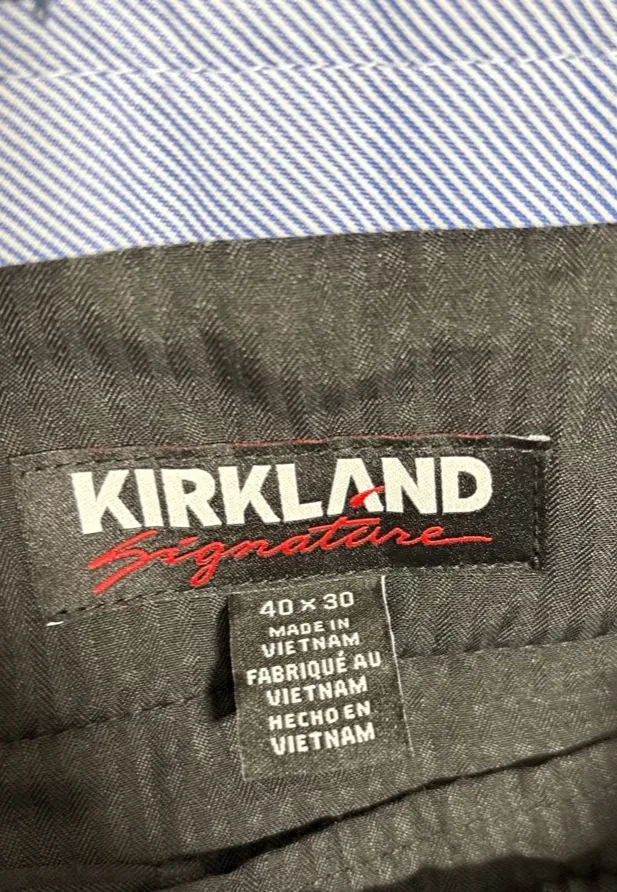 KIRKLAND
Signature
40 × 30
MADE IN
VIETNAM
FABRIQUÉ AU
VIETNAM
HECHO EN
VIETNAM